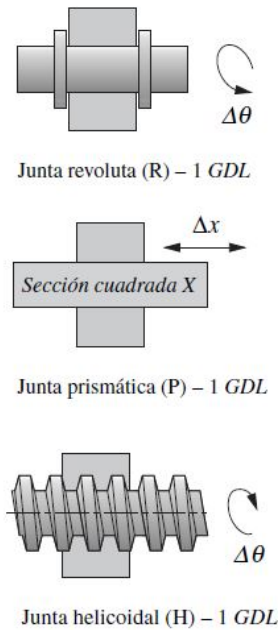 Δθ
Junta revoluta (R) – 1 GDL
Δx
Sección cuadrada X
Junta prismática (P) – 1 GDL
Δθ
Junta helicoidal (H) – 1 GDL